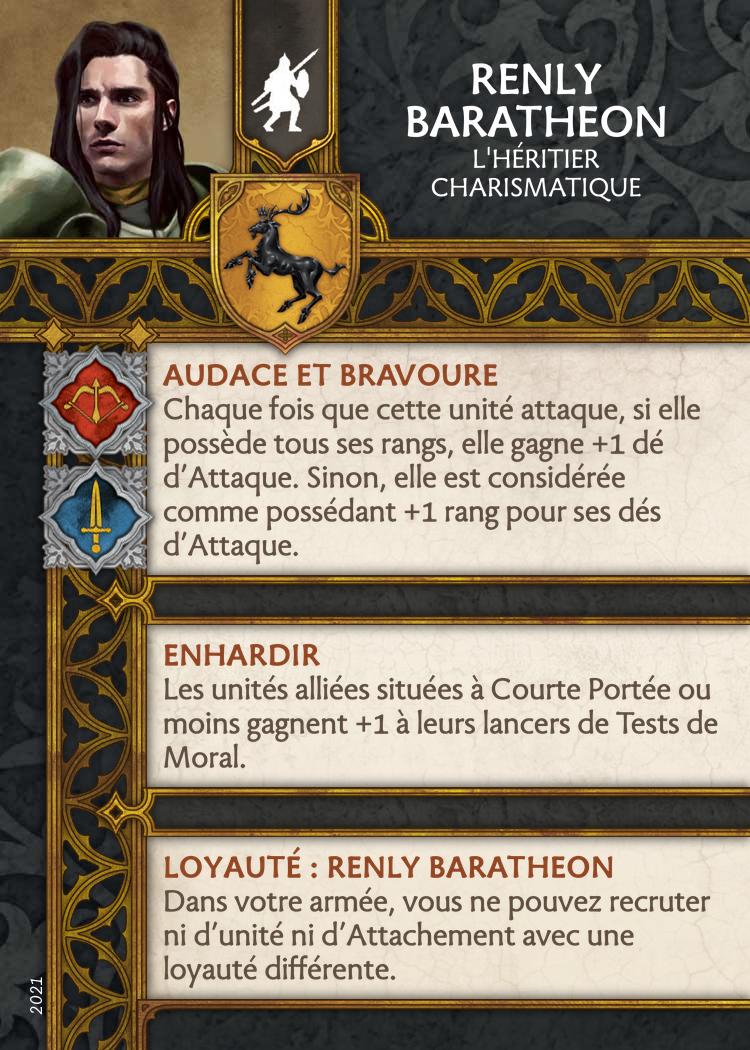 RENLY
BARATHEON
L'HÉRITIER
CHARISMATIQUE
AUDACE ET BRAVOURE
Chaque fois que cette unité attaque, si elle
possède tous ses rangs, elle gagne +1 dé
d'Attaque. Sinon, elle est considérée
comme possédant +1 rang pour ses dés
d'Attaque.
ENHARDIR
Les unités alliées situées à Courte Portée ou
moins gagnent +1 à leurs lancers de Tests de
Moral.
LOYAUTÉ : RENLY BARATHEON
Dans votre armée, vous ne pouvez recruter
ni d'unité ni d'Attachement avec une
loyauté différente.
2021